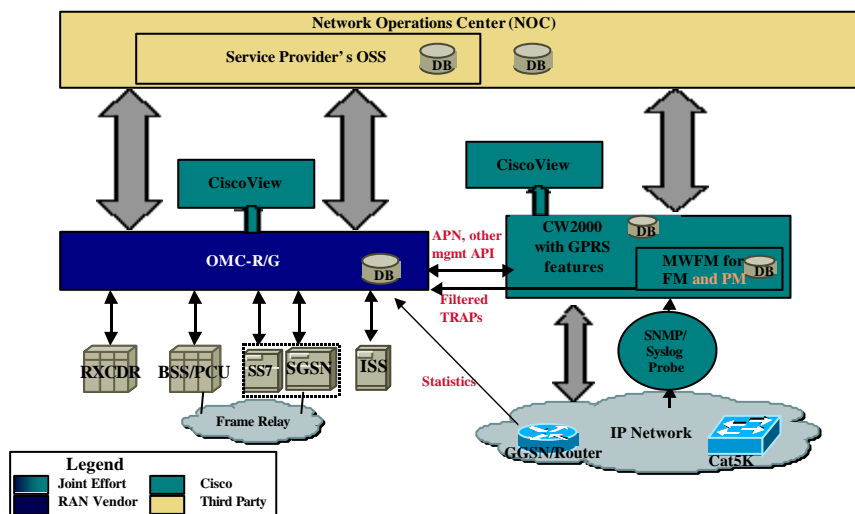 Network Operations Center (NOC)
Service Provider's OSS
DB
DB
CiscoView
CiscoView
CW2000
with GPRS
features
DB
APN, other
mgmt API
OMC-R/G
DB
MWFM for
FM and PM
DB
Filtered
TRAPs
SNMP/
Syslog
Probe
RXCDR
BSS/PCU
SS7
SGSN
ISS
Statistics
Frame Relay
IP Network
GGSN/Router
Cat5K
Legend
Joint Effort
Cisco
RAN Vendor
Third Party